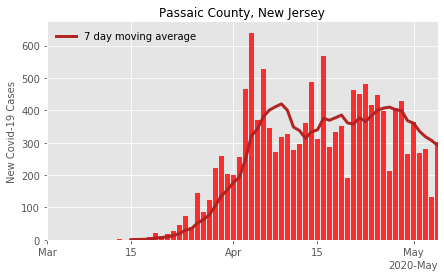 Passaic County, New Jersey
7 day moving average
New Covid-19 Cases
600
500
400
300
200
100
0
Mar
15
Apr
15
May
2020-May